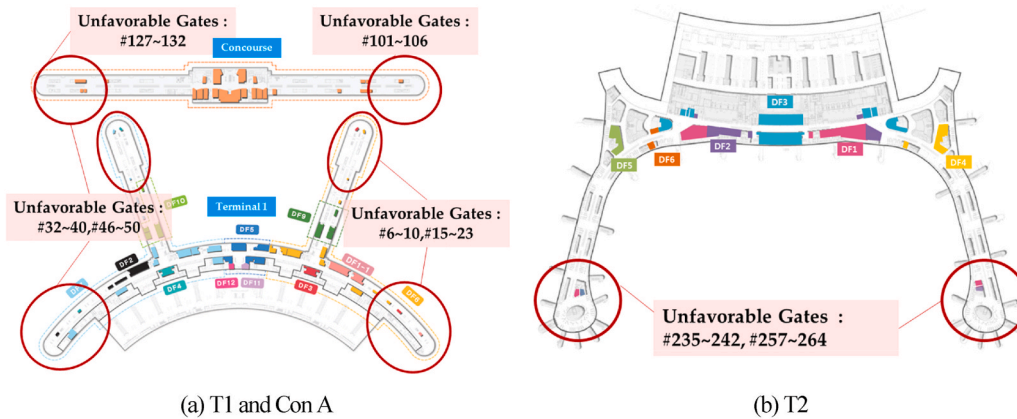 Unfavorable Gates :
#127~132
Unfavorable Gates :
#101~106
Concourse
Unfavorable Gates :
#32~40,#46~50
DF10
Terminal 1
DF9
Unfavorable Gates :
#6~10,#15~23
DF5
DF2
DF4
DF12
DF11
DF3
DF1-1
(a) T1 and Con A
DF3
DF2
DF1
DF5
DF6
DF4
Unfavorable Gates :
#235~242, #257~264
(b) T2